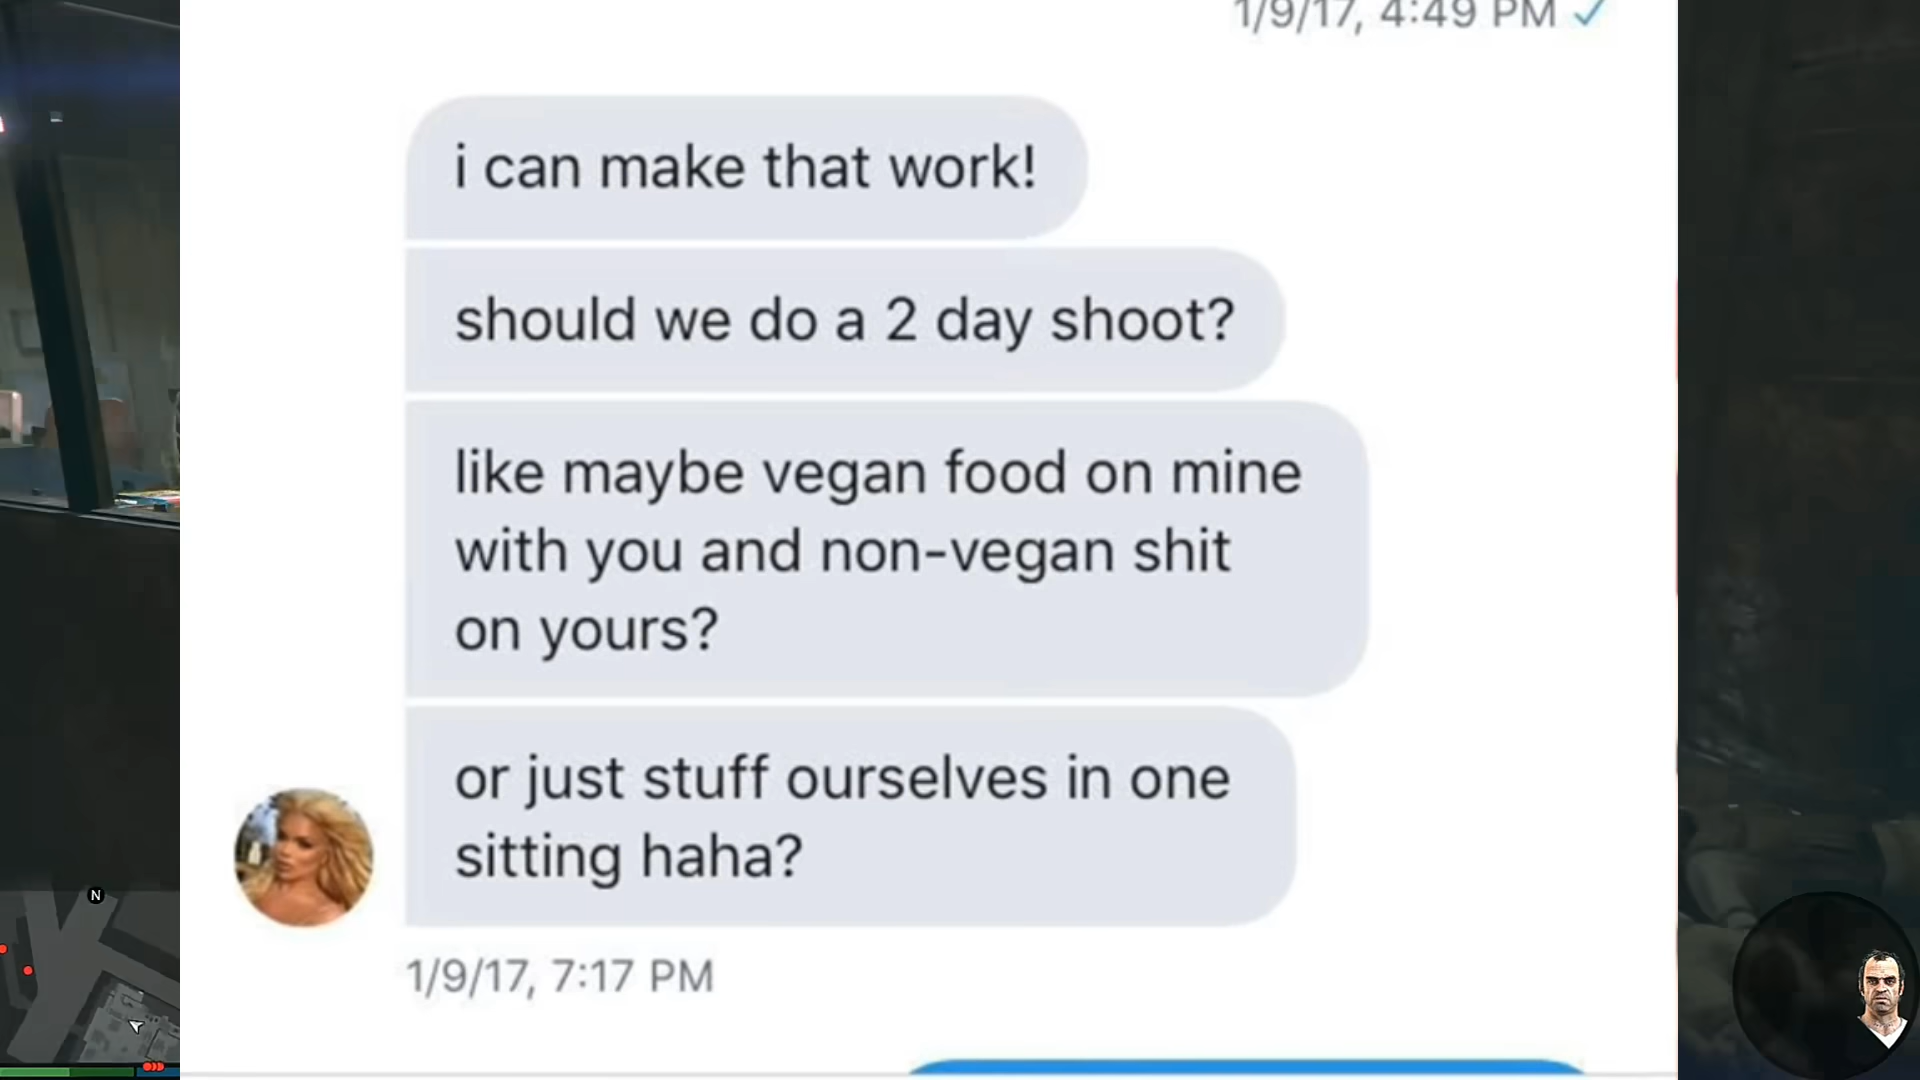 1/9/17, 4:49 PM
i can make that work!
should we do a 2 day shoot?
like maybe vegan food on mine
with you and non-vegan shit
on yours?
or just stuff ourselves in one
sitting haha?
1/9/17, 7:17 PM
N